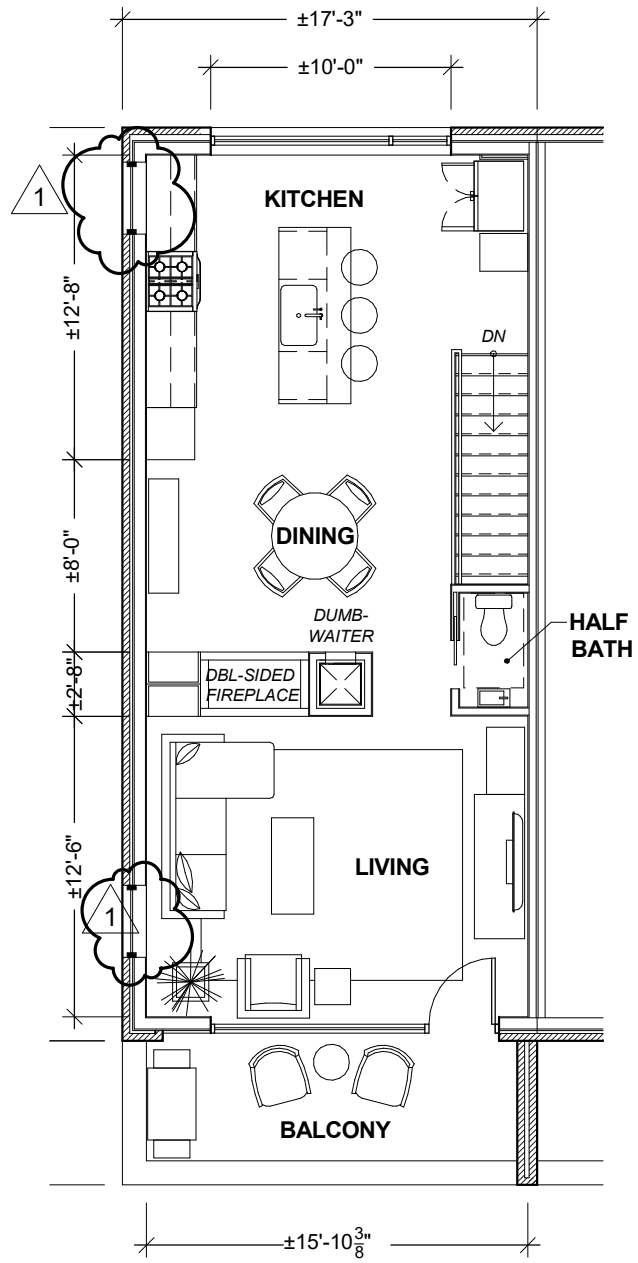 ±17'-3"
±10'-0"
1
KITCHEN
±12'-8"
DN
±8'-0"
DINING
DUMB-
WAITER
HALF
BATH
±2'-8"
DBL-SIDED
FIREPLACE
±12'-6"
LIVING
1
BALCONY
±15'-10 3/8"